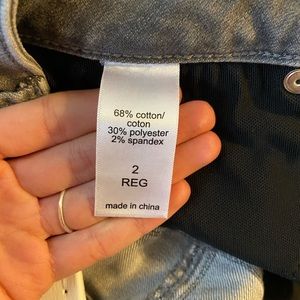 68% cotton/
coton
30% polyester
2% spandex
2
REG
made in china